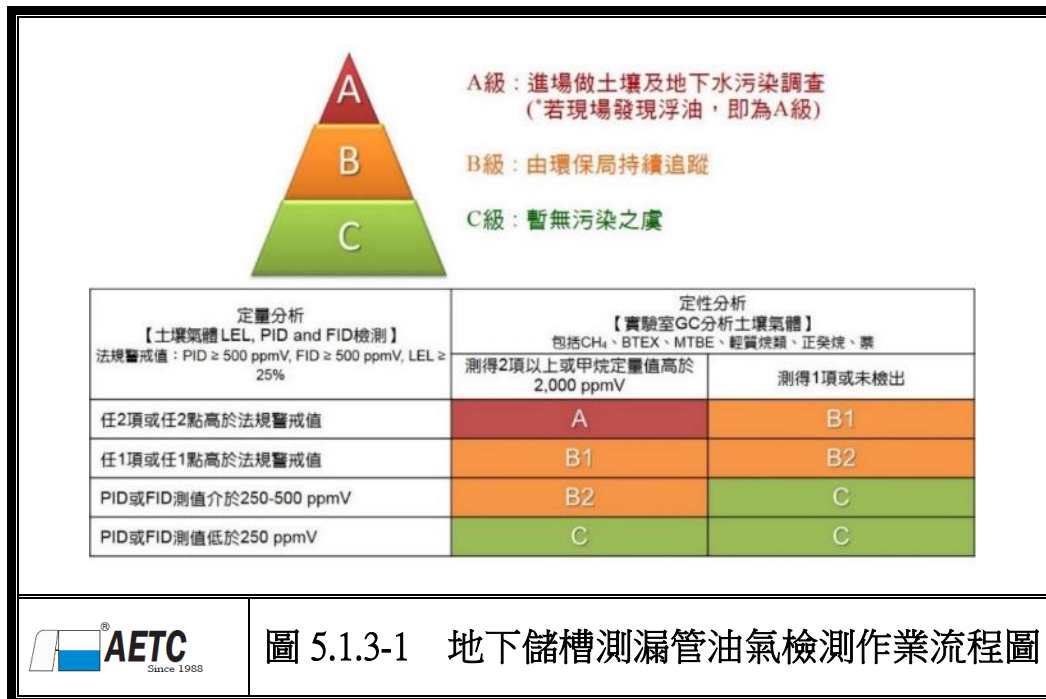 A
B
C
A級：進場做土壤及地下水污染調查
(*若現場發現浮油，即為A級)
B級：由環保局持續追蹤
C級：暫無污染之虞
定量分析
【土壤氣體 LEL, PID and FID檢測】
法規警戒值：PID ≥ 500 ppmV, FID ≥ 500 ppmV, LEL ≥
25%
定性分析
【實驗室GC分析土壤氣體】
包括CH₄、BTEX、MTBE、輕質烷類、正癸烷、萘
測得2項以上或甲烷定量值高於
2,000 ppmV
測得1項或未檢出
任2項或任2點高於法規警戒值
A
B1
任1項或任1點高於法規警戒值
B1
B2
PID或FID測值介於250-500 ppmV
B2
C
PID或FID測值低於250 ppmV
C
C
®
AETC
Since 1988
圖 5.1.3-1 地下儲槽測漏管油氣檢測作業流程圖